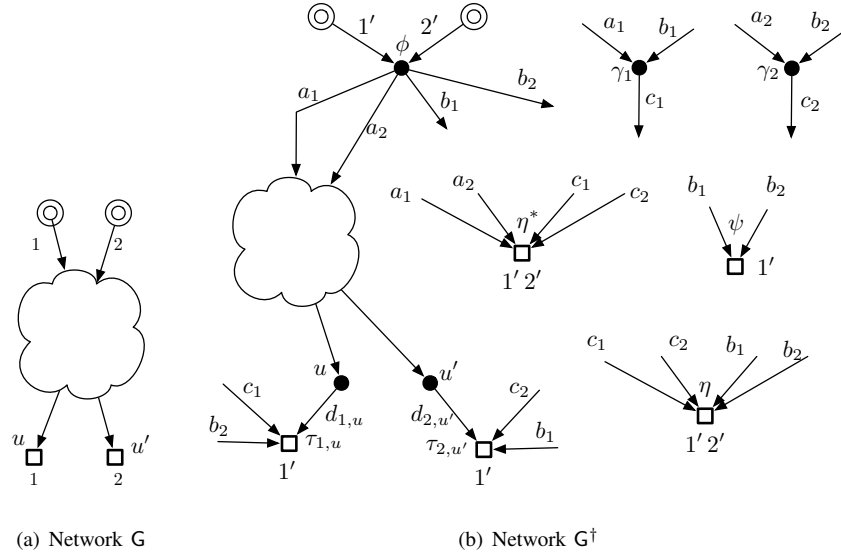 1′ 2′
ϕ
a₁ a₂ b₁ b₂
a₁ b₁
γ₁
c₁
a₂ b₂
γ₂
c₂
1 2
u u′
1 2
a₁ a₂ c₁ c₂
η*
1′ 2′
b₁ b₂
ψ
1′
u u′
c₁ d₁,ᵤ
b₂ τ₁,ᵤ
1′
d₂,ᵤ′ c₂
τ₂,ᵤ′ b₁
1′
c₁ c₂ b₁ b₂
η
1′ 2′
(a) Network G
(b) Network G†